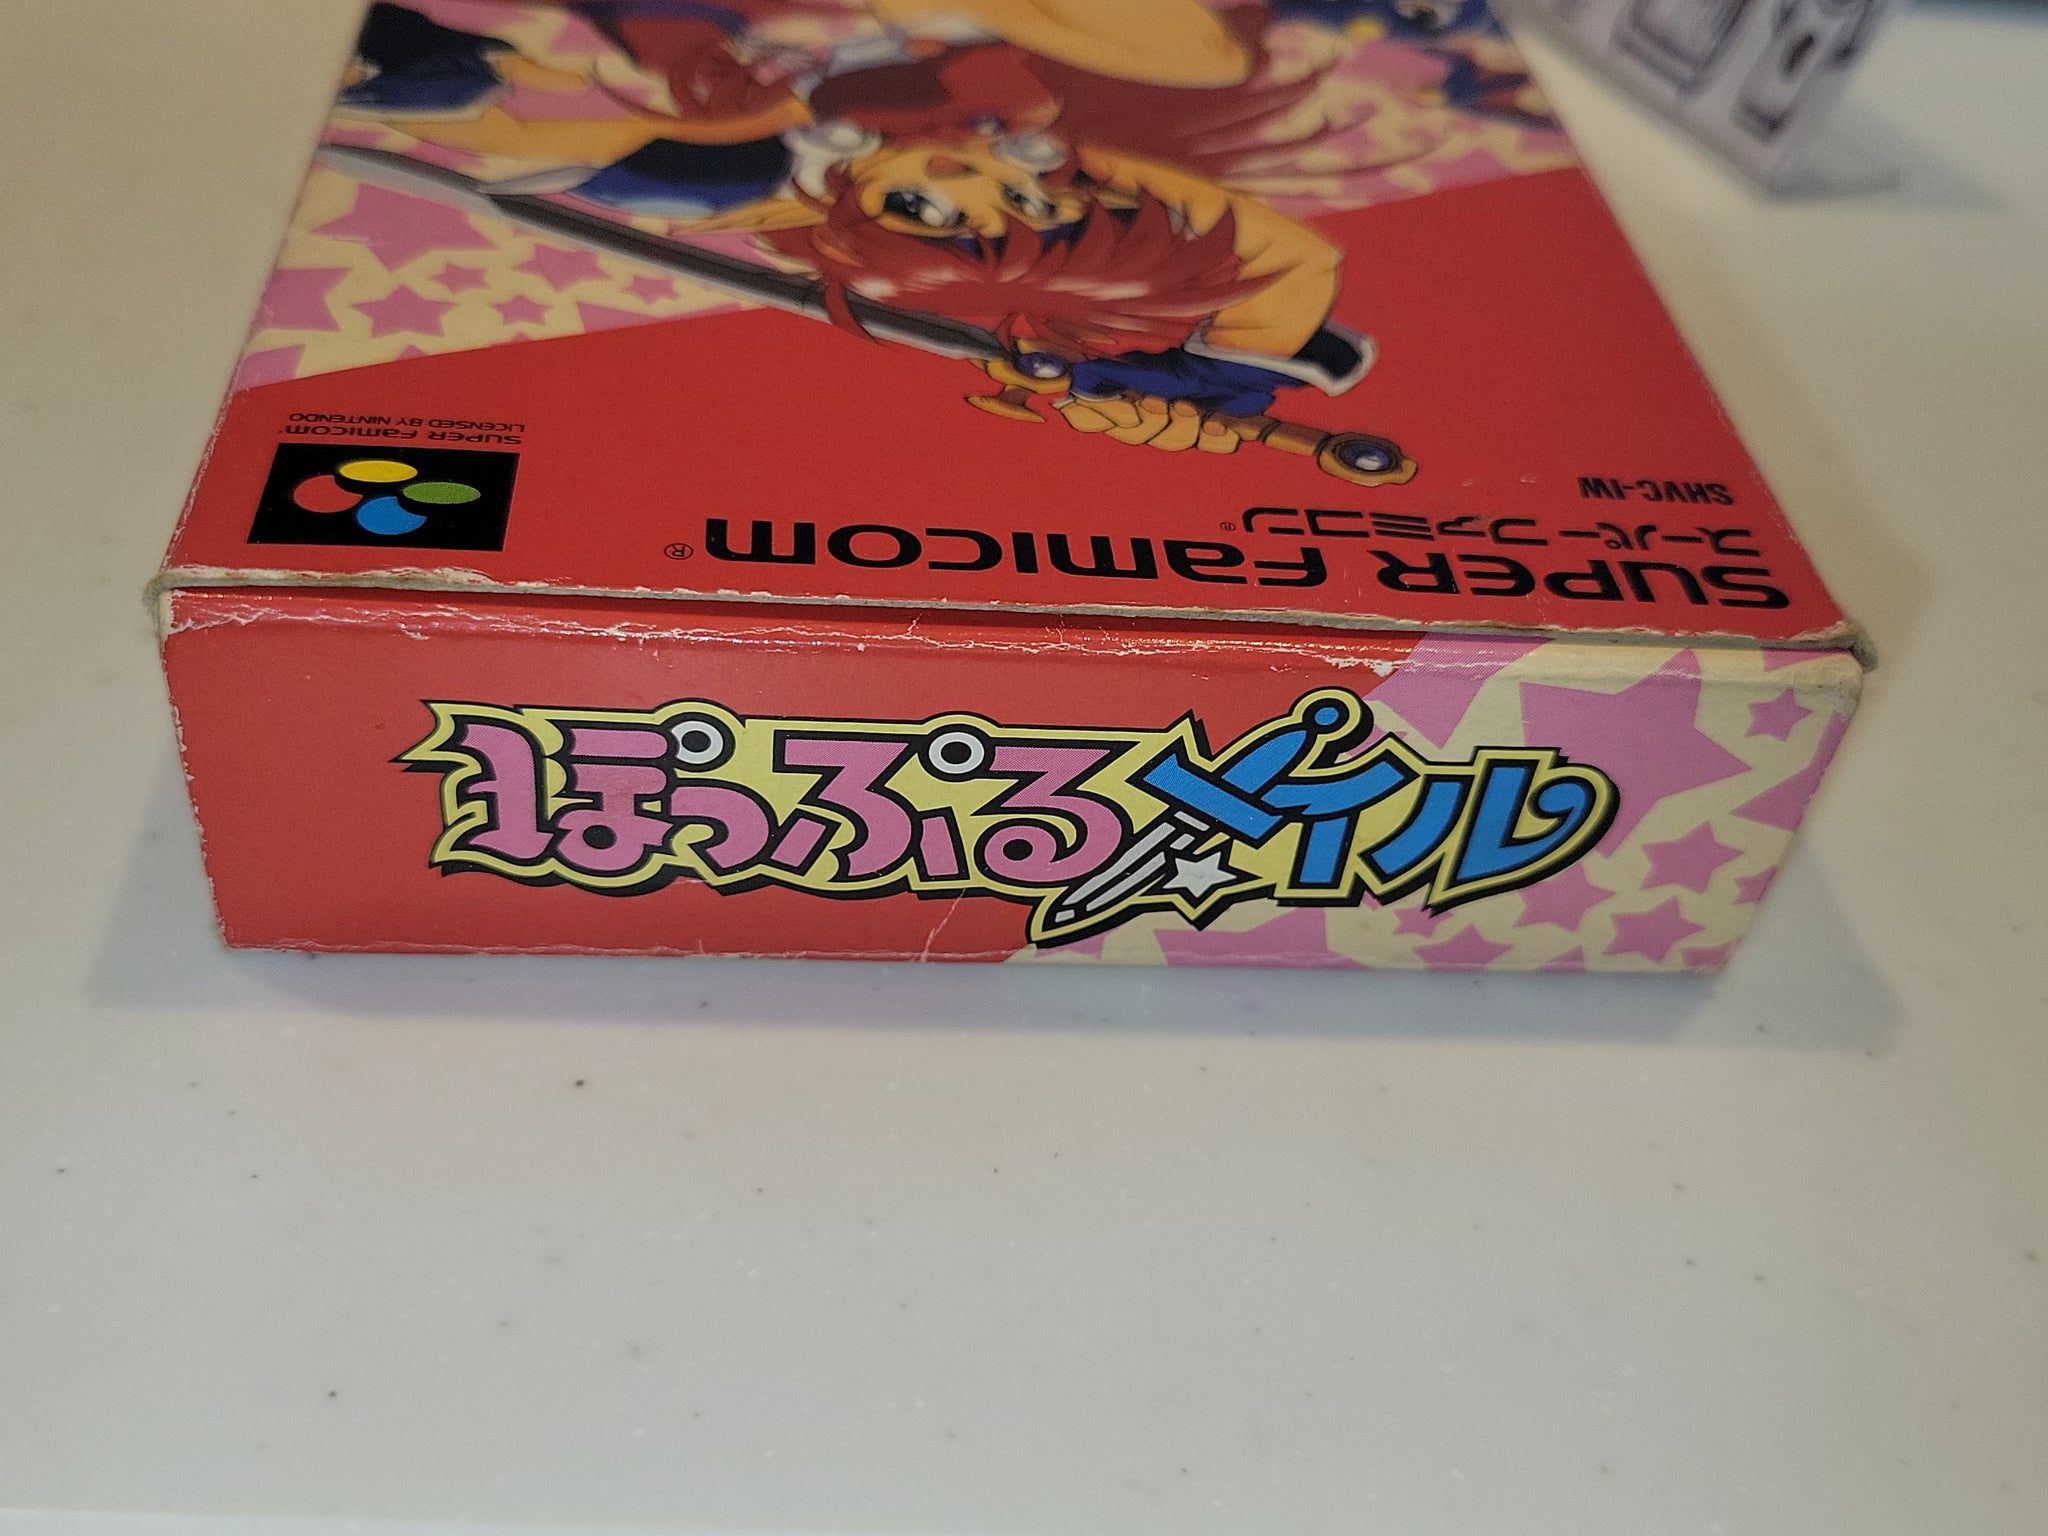 SHVC-IW
スーパーファミコン®
SUPER FAMICOM®
SUPER FAMICOM
LICENSED BY NINTENDO
ぽっぷるメイル